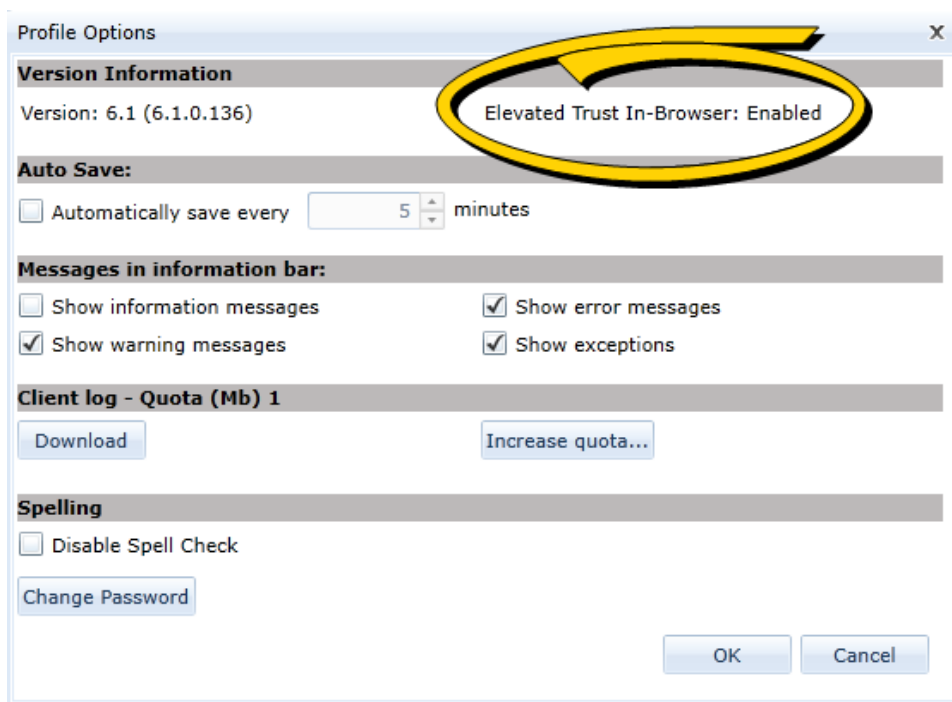 Profile Options X
Version Information
Version: 6.1 (6.1.0.136) Elevated Trust In-Browser: Enabled
Auto Save:
Automatically save every 5 minutes
Messages in information bar:
Show information messages Show error messages
Show warning messages Show exceptions
Client log - Quota (Mb) 1
Download Increase quota...
Spelling
Disable Spell Check
Change Password
OK Cancel